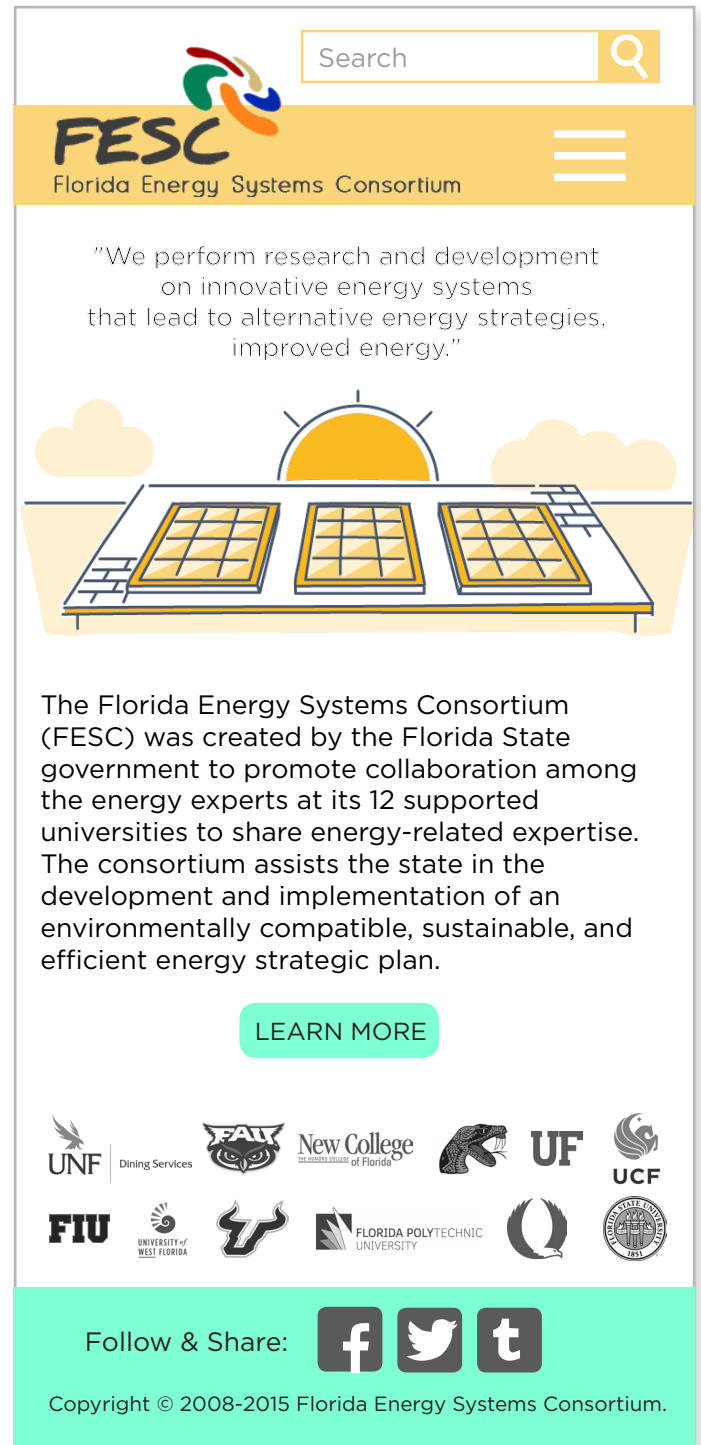 Search
FESC
Florida Energy Systems Consortium
"We perform research and development
on innovative energy systems
that lead to alternative energy strategies,
improved energy."
The Florida Energy Systems Consortium
(FESC) was created by the Florida State
government to promote collaboration among
the energy experts at its 12 supported
universities to share energy-related expertise.
The consortium assists the state in the
development and implementation of an
environmentally compatible, sustainable, and
efficient energy strategic plan.
LEARN MORE
UNF Dining Services
FAU
New College
THE HONORS COLLEGE of Florida
UF
UCF
FIU
UNIVERSITY of
WEST FLORIDA
FLORIDA POLYTECHNIC
UNIVERSITY
FLORIDA STATE UNIVERSITY
1851
Follow & Share:
Copyright © 2008-2015 Florida Energy Systems Consortium.